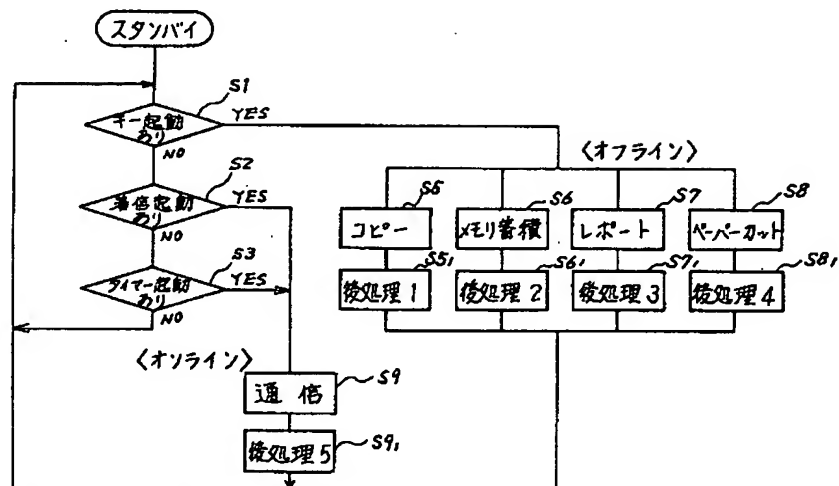 スタンバイ
S1
キー起動
あり
YES
NO
S2
着信起動
あり
YES
NO
S3
タイマー起動
あり
YES
NO
〈オフライン〉
S5
S6
S7
S8
コピー
メモリ蓄積
レポート
ペーパーカット
S5₁
S6₁
S7₁
S8₁
後処理1
後処理2
後処理3
後処理4
〈オンライン〉
S9
通信
S9₁
後処理5